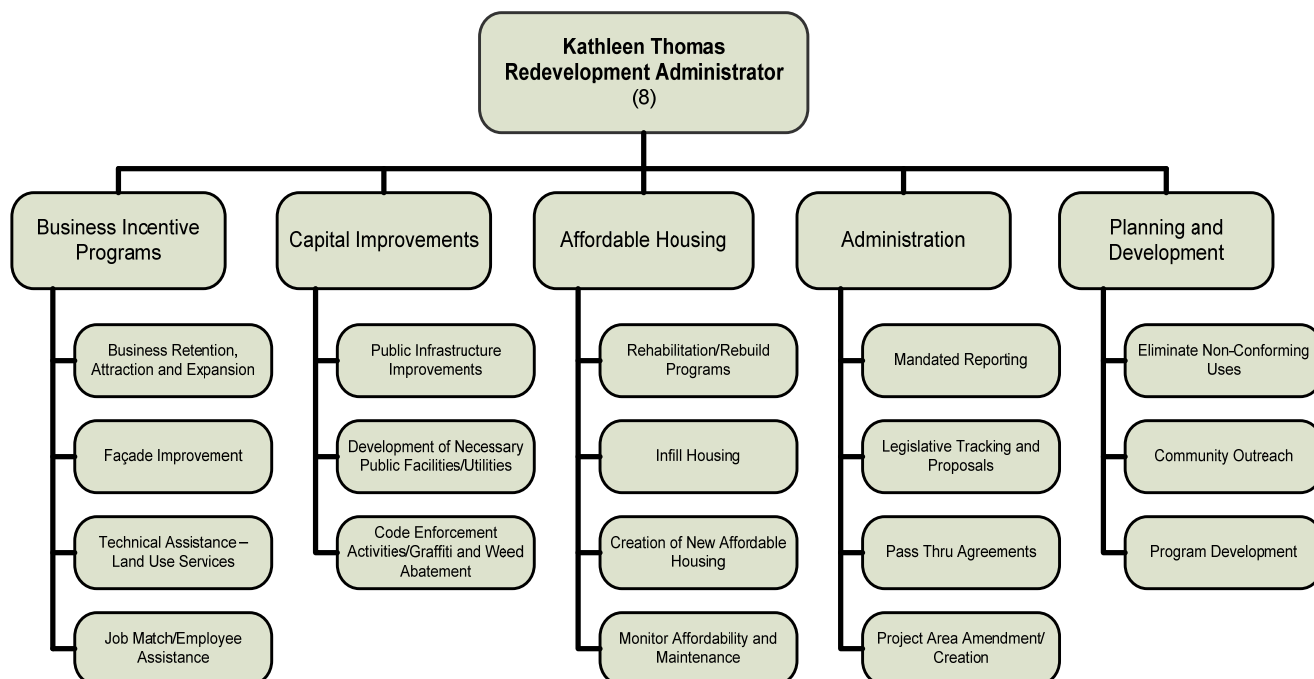 Kathleen Thomas
Redevelopment Administrator
(8)
Business Incentive
Programs
Capital Improvements
Affordable Housing
Administration
Planning and
Development
Business Retention,
Attraction and Expansion
Façade Improvement
Technical Assistance –
Land Use Services
Job Match/Employee
Assistance
Public Infrastructure
Improvements
Development of Necessary
Public Facilities/Utilities
Code Enforcement
Activities/Graffiti and Weed
Abatement
Rehabilitation/Rebuild
Programs
Infill Housing
Creation of New Affordable
Housing
Monitor Affordability and
Maintenance
Mandated Reporting
Legislative Tracking and
Proposals
Pass Thru Agreements
Project Area Amendment/
Creation
Eliminate Non-Conforming
Uses
Community Outreach
Program Development